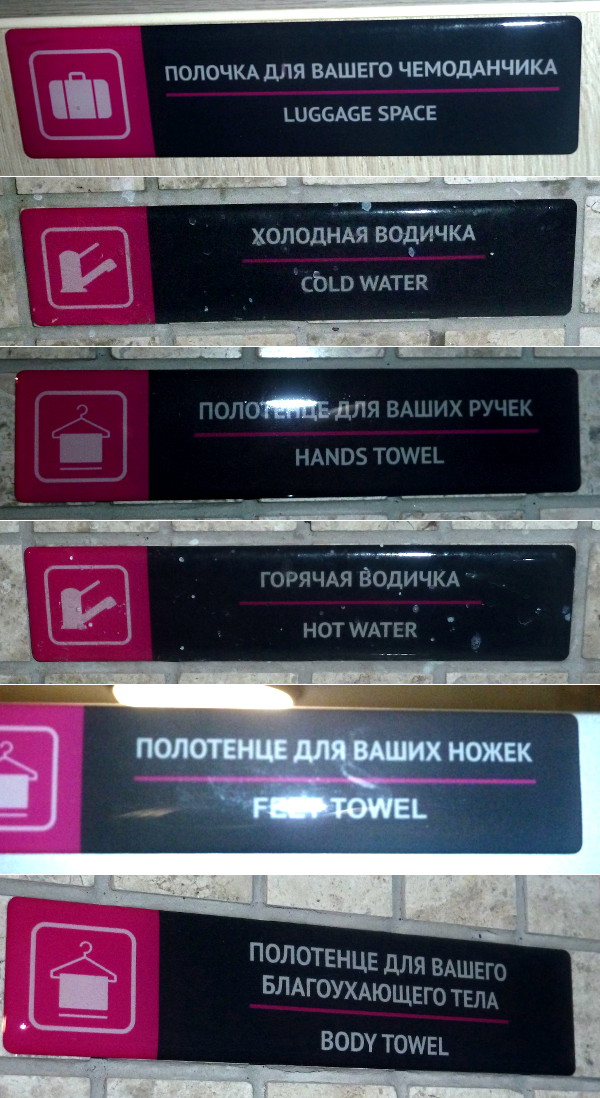 ПОЛОЧКА ДЛЯ ВАШЕГО ЧЕМОДАНЧИКА
LUGGAGE SPACE
ХОЛОДНАЯ ВОДИЧКА
COLD WATER
ПОЛОТЕНЦЕ ДЛЯ ВАШИХ РУЧЕК
HANDS TOWEL
ГОРЯЧАЯ ВОДИЧКА
HOT WATER
ПОЛОТЕНЦЕ ДЛЯ ВАШИХ НОЖЕК
FEET TOWEL
ПОЛОТЕНЦЕ ДЛЯ ВАШЕГО
БЛАГОУХАЮЩЕГО ТЕЛА
BODY TOWEL